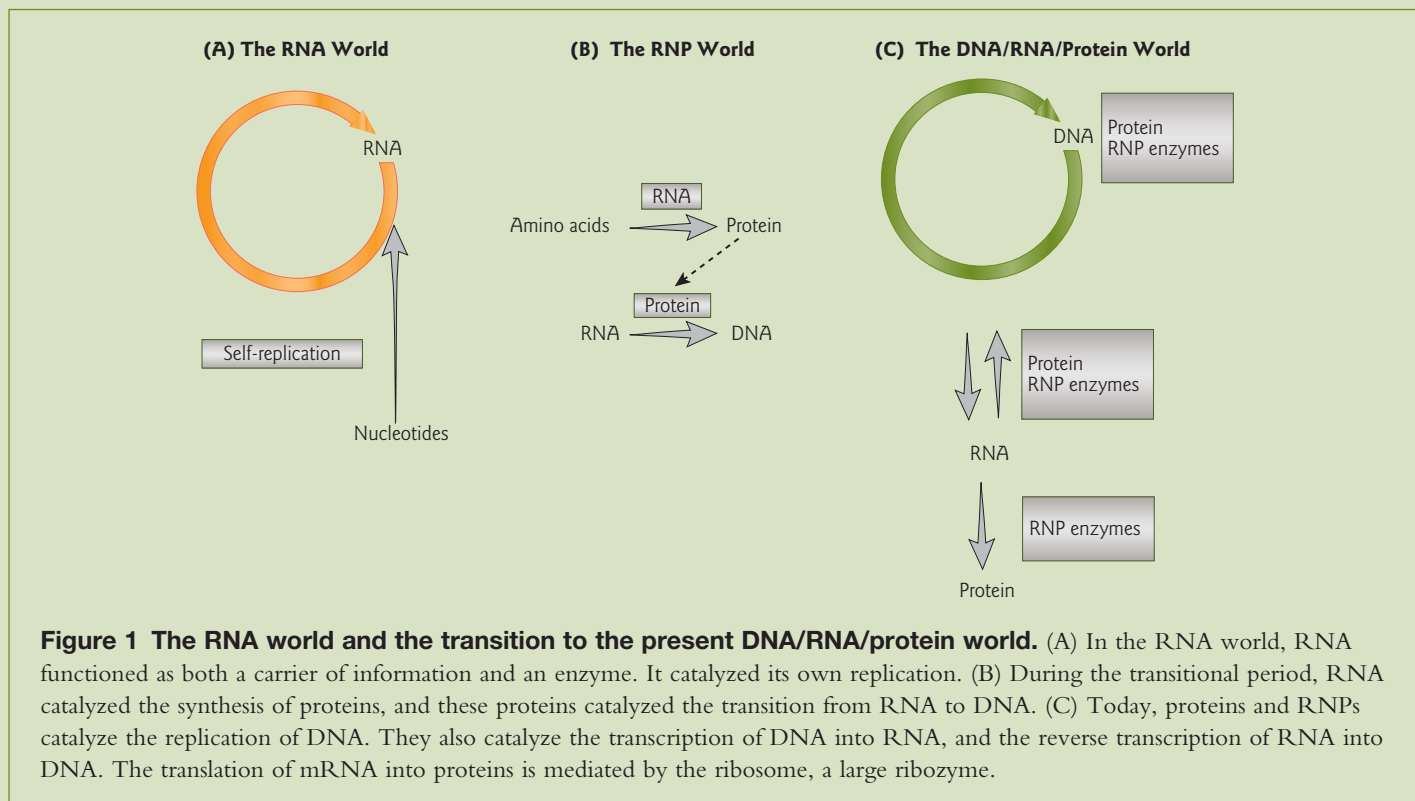 (A) The RNA World
RNA
Self-replication
Nucleotides
(B) The RNP World
RNA
Amino acids
Protein
Protein
RNA
DNA
(C) The DNA/RNA/Protein World
DNA
Protein
RNP enzymes
Protein
RNP enzymes
RNA
RNP enzymes
Protein
Figure 1 The RNA world and the transition to the present DNA/RNA/protein world. (A) In the RNA world, RNA
functioned as both a carrier of information and an enzyme. It catalyzed its own replication. (B) During the transitional period, RNA
catalyzed the synthesis of proteins, and these proteins catalyzed the transition from RNA to DNA. (C) Today, proteins and RNPs
catalyze the replication of DNA. They also catalyze the transcription of DNA into RNA, and the reverse transcription of RNA into
DNA. The translation of mRNA into proteins is mediated by the ribosome, a large ribozyme.